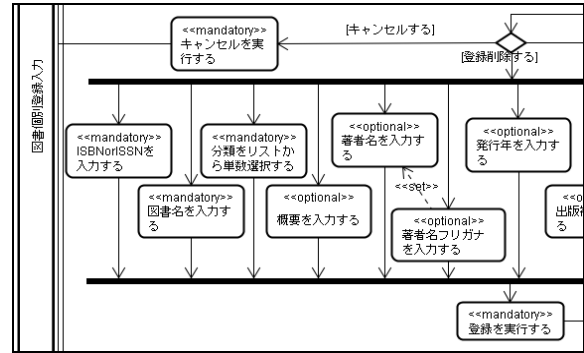 図書個別登録入力
<<mandatory>>
キャンセルを実
行する
[キャンセルする]
[登録削除する]
<<mandatory>>
ISBNorISSNを
入力する
<<mandatory>>
分類をリストか
ら単数選択する
<<optional>>
著者名を入力す
る
<<optional>>
発行年を入力す
る
<<mandatory>>
図書名を入力す
る
<<optional>>
概要を入力する
<<set>>
<<optional>>
著者名フリガナ
を入力する
<<o
出版
<<mandatory>>
登録を実行する